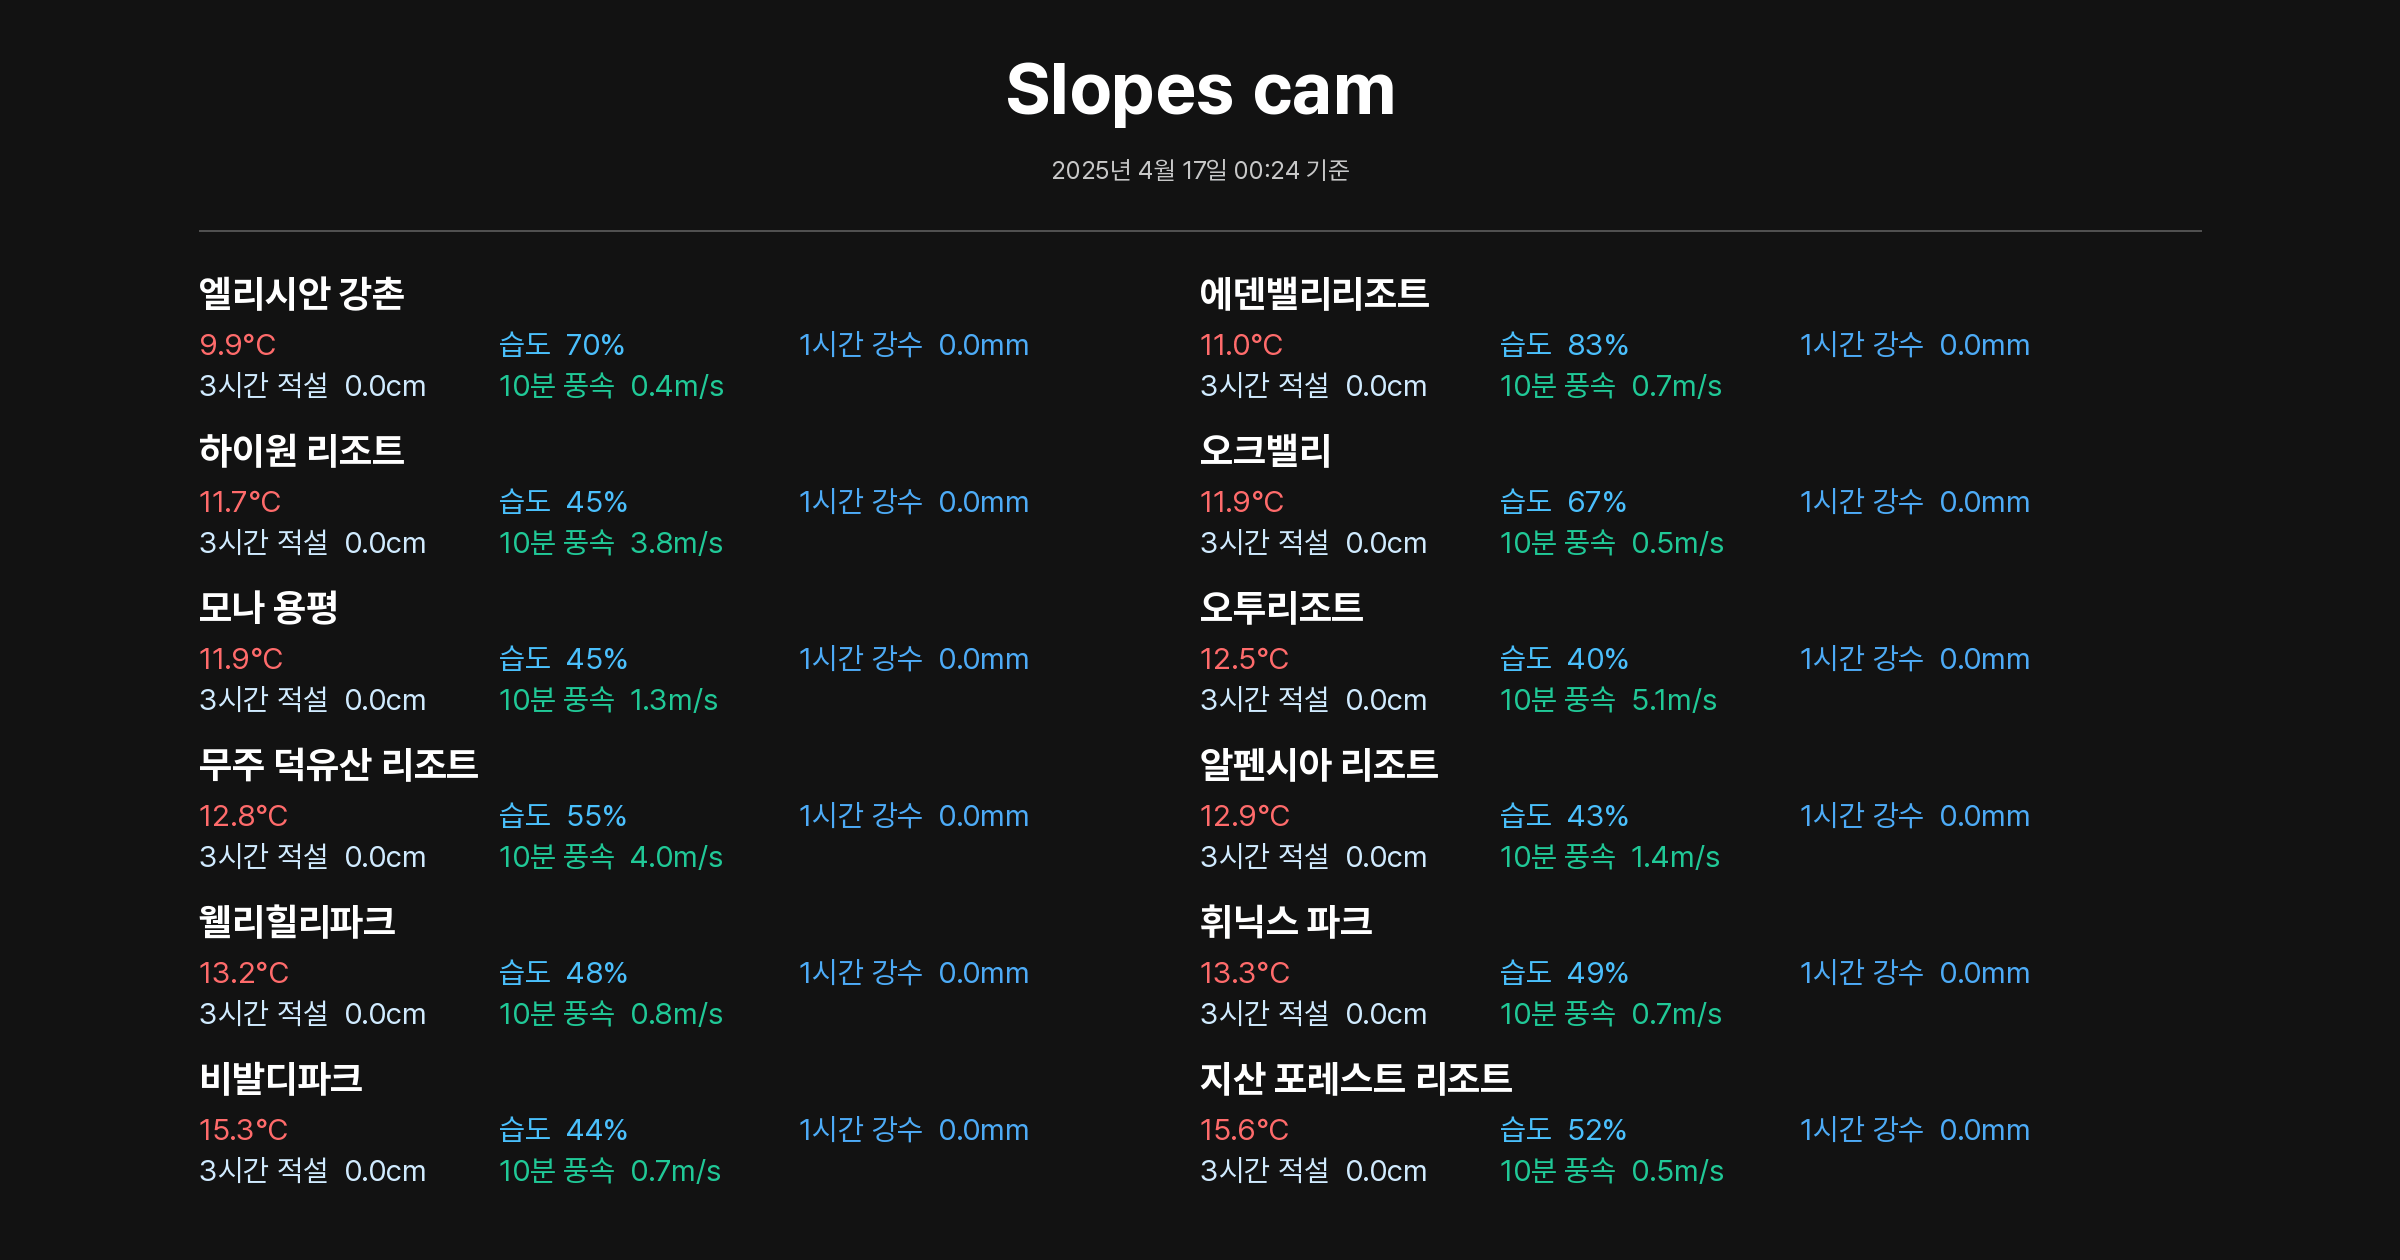 Slopes cam
2025년 4월 17일 00:24 기준
엘리시안 강촌
9.9°C 습도 70% 1시간 강수 0.0mm
3시간 적설 0.0cm 10분 풍속 0.4m/s
에덴밸리리조트
11.0°C 습도 83% 1시간 강수 0.0mm
3시간 적설 0.0cm 10분 풍속 0.7m/s
하이원 리조트
11.7°C 습도 45% 1시간 강수 0.0mm
3시간 적설 0.0cm 10분 풍속 3.8m/s
오크밸리
11.9°C 습도 67% 1시간 강수 0.0mm
3시간 적설 0.0cm 10분 풍속 0.5m/s
모나 용평
11.9°C 습도 45% 1시간 강수 0.0mm
3시간 적설 0.0cm 10분 풍속 1.3m/s
오투리조트
12.5°C 습도 40% 1시간 강수 0.0mm
3시간 적설 0.0cm 10분 풍속 5.1m/s
무주 덕유산 리조트
12.8°C 습도 55% 1시간 강수 0.0mm
3시간 적설 0.0cm 10분 풍속 4.0m/s
알펜시아 리조트
12.9°C 습도 43% 1시간 강수 0.0mm
3시간 적설 0.0cm 10분 풍속 1.4m/s
웰리힐리파크
13.2°C 습도 48% 1시간 강수 0.0mm
3시간 적설 0.0cm 10분 풍속 0.8m/s
휘닉스 파크
13.3°C 습도 49% 1시간 강수 0.0mm
3시간 적설 0.0cm 10분 풍속 0.7m/s
비발디파크
15.3°C 습도 44% 1시간 강수 0.0mm
3시간 적설 0.0cm 10분 풍속 0.7m/s
지산 포레스트 리조트
15.6°C 습도 52% 1시간 강수 0.0mm
3시간 적설 0.0cm 10분 풍속 0.5m/s